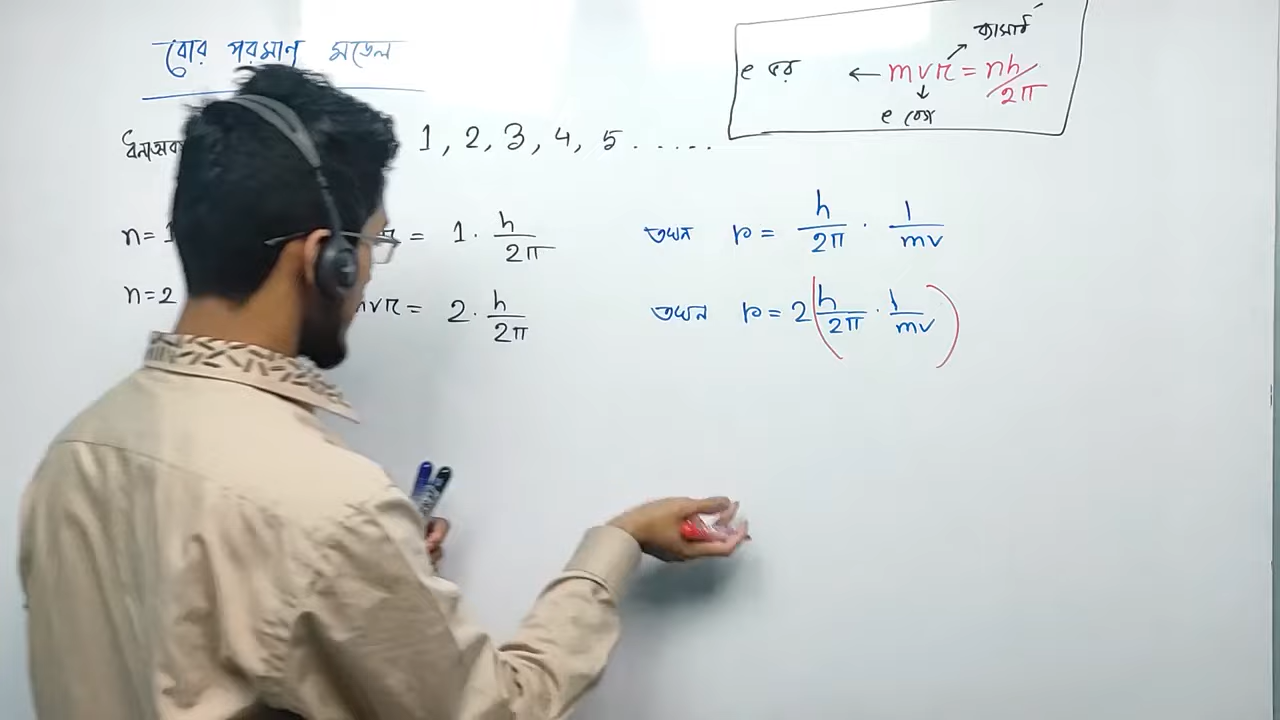 বোর পরমাণু মডেল
ব্যাসার্ধ
e এর ← mvr = nh/2π
e বেগ
1, 2, 3, 4, 5 . . . . .
n = 1 = 1 · h/2π তখন r = h/2π · 1/mv
n = 2 mvr = 2 · h/2π তখন r = 2 (h/2π · 1/mv)